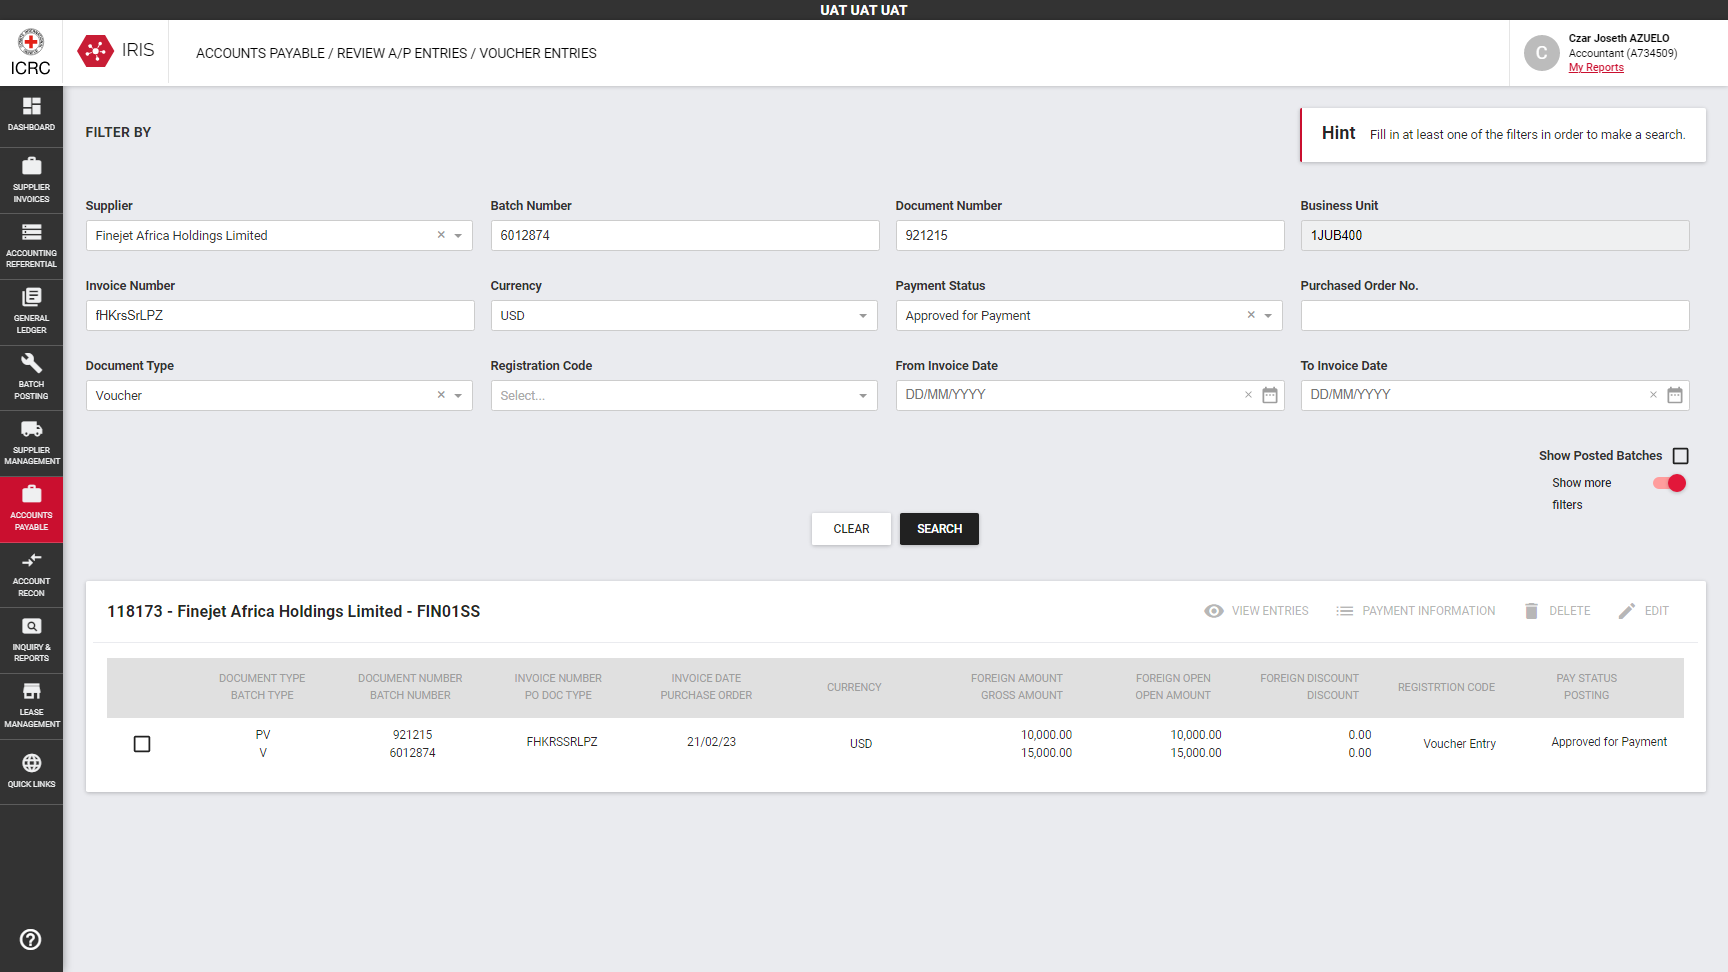 UAT UAT UAT
ICRC
IRIS
ACCOUNTS PAYABLE / REVIEW A/P ENTRIES / VOUCHER ENTRIES
C
Czar Joseth AZUELO
Accountant (A734509)
My Reports
DASHBOARD
SUPPLIER
INVOICES
ACCOUNTING
REFERENTIAL
GENERAL
LEDGER
BATCH
POSTING
SUPPLIER
MANAGEMENT
ACCOUNTS
PAYABLE
ACCOUNT
RECON
INQUIRY &
REPORTS
LEASE
MANAGEMENT
QUICK LINKS
FILTER BY
Hint Fill in at least one of the filters in order to make a search.
Supplier Batch Number Document Number Business Unit
Finejet Africa Holdings Limited 6012874 921215 1JUB400
Invoice Number Currency Payment Status Purchased Order No.
fHKrsSrLPZ USD Approved for Payment
Document Type Registration Code From Invoice Date To Invoice Date
Voucher Select... DD/MM/YYYY DD/MM/YYYY
Show Posted Batches
Show more
filters
CLEAR SEARCH
118173 - Finejet Africa Holdings Limited - FIN01SS VIEW ENTRIES PAYMENT INFORMATION DELETE EDIT
DOCUMENT TYPE DOCUMENT NUMBER INVOICE NUMBER INVOICE DATE CURRENCY FOREIGN AMOUNT FOREIGN OPEN FOREIGN DISCOUNT REGISTRTION CODE PAY STATUS
BATCH TYPE BATCH NUMBER PO DOC TYPE PURCHASE ORDER GROSS AMOUNT OPEN AMOUNT DISCOUNT POSTING
PV 921215 FHKRSSRLPZ 21/02/23 USD 10,000.00 10,000.00 0.00 Voucher Entry Approved for Payment
V 6012874 15,000.00 15,000.00 0.00